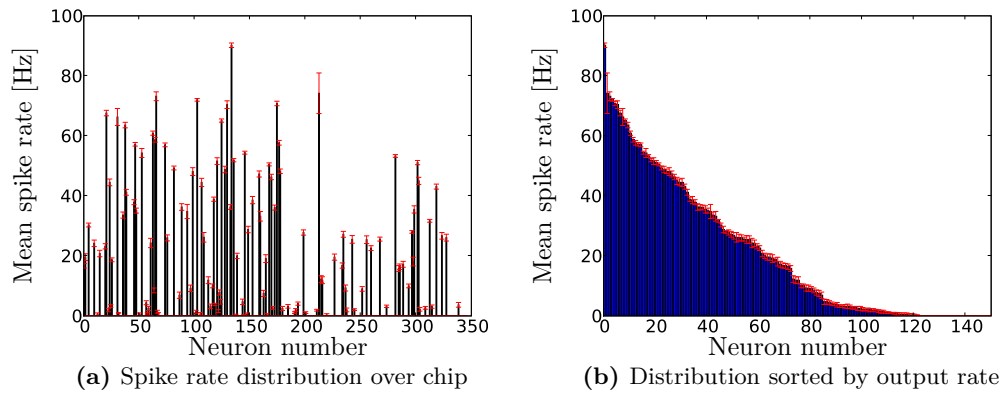 100
80
60
40
20
0
Mean spike rate [Hz]
0 50 100 150 200 250 300 350
Neuron number
(a) Spike rate distribution over chip
100
80
60
40
20
0
Mean spike rate [Hz]
0 20 40 60 80 100 120 140
Neuron number
(b) Distribution sorted by output rate